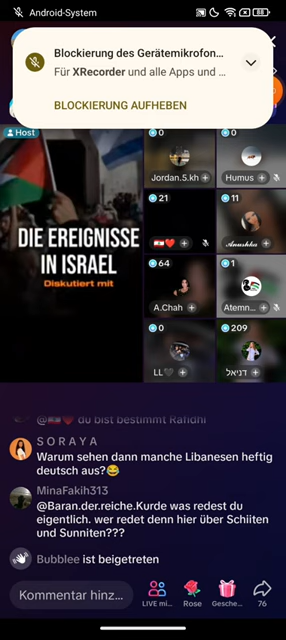 Android-System
88
Blockierung des Gerätemikrofon…
Für XRecorder und alle Apps und …
BLOCKIERUNG AUFHEBEN
Host
DIE EREIGNISSE
IN ISRAEL
Diskutiert mit
0
0
Jordan.5.kh
Humus
21
11
🇱🇧❤️
Anushka
64
1
A.Chah
Atemn...
0
209
LL🖤
דניאל
@🇱🇧❤️ du bist bestimmt Rafidhi
S O R A Y A
Warum sehen dann manche Libanesen heftig
deutsch aus?😂
MinaFakih313
@Baran.der.reiche.Kurde was redest du
eigentlich. wer redet denn hier über Schiiten
und Sunniten???
Bubblee ist beigetreten
Kommentar hinz...
LIVE mi...
Rose
Gesche...
76